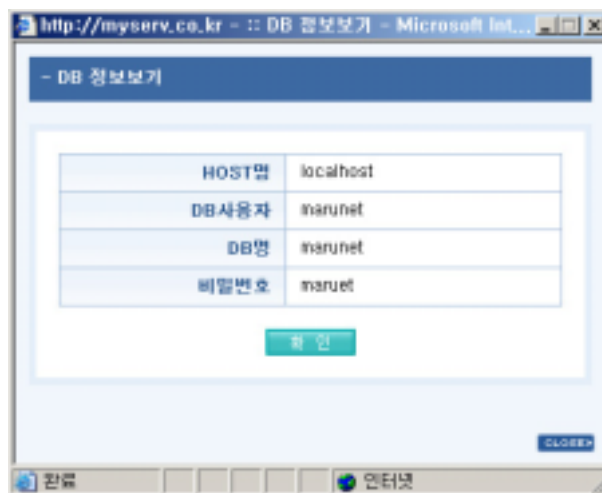 http://myserv.co.kr - :: DB 정보보기 - Microsoft Int...
- DB 정보보기
HOST명 localhost
DB사용자 marunet
DB명 marunet
비밀번호 maruet
확 인
CLOSE
완료 인터넷